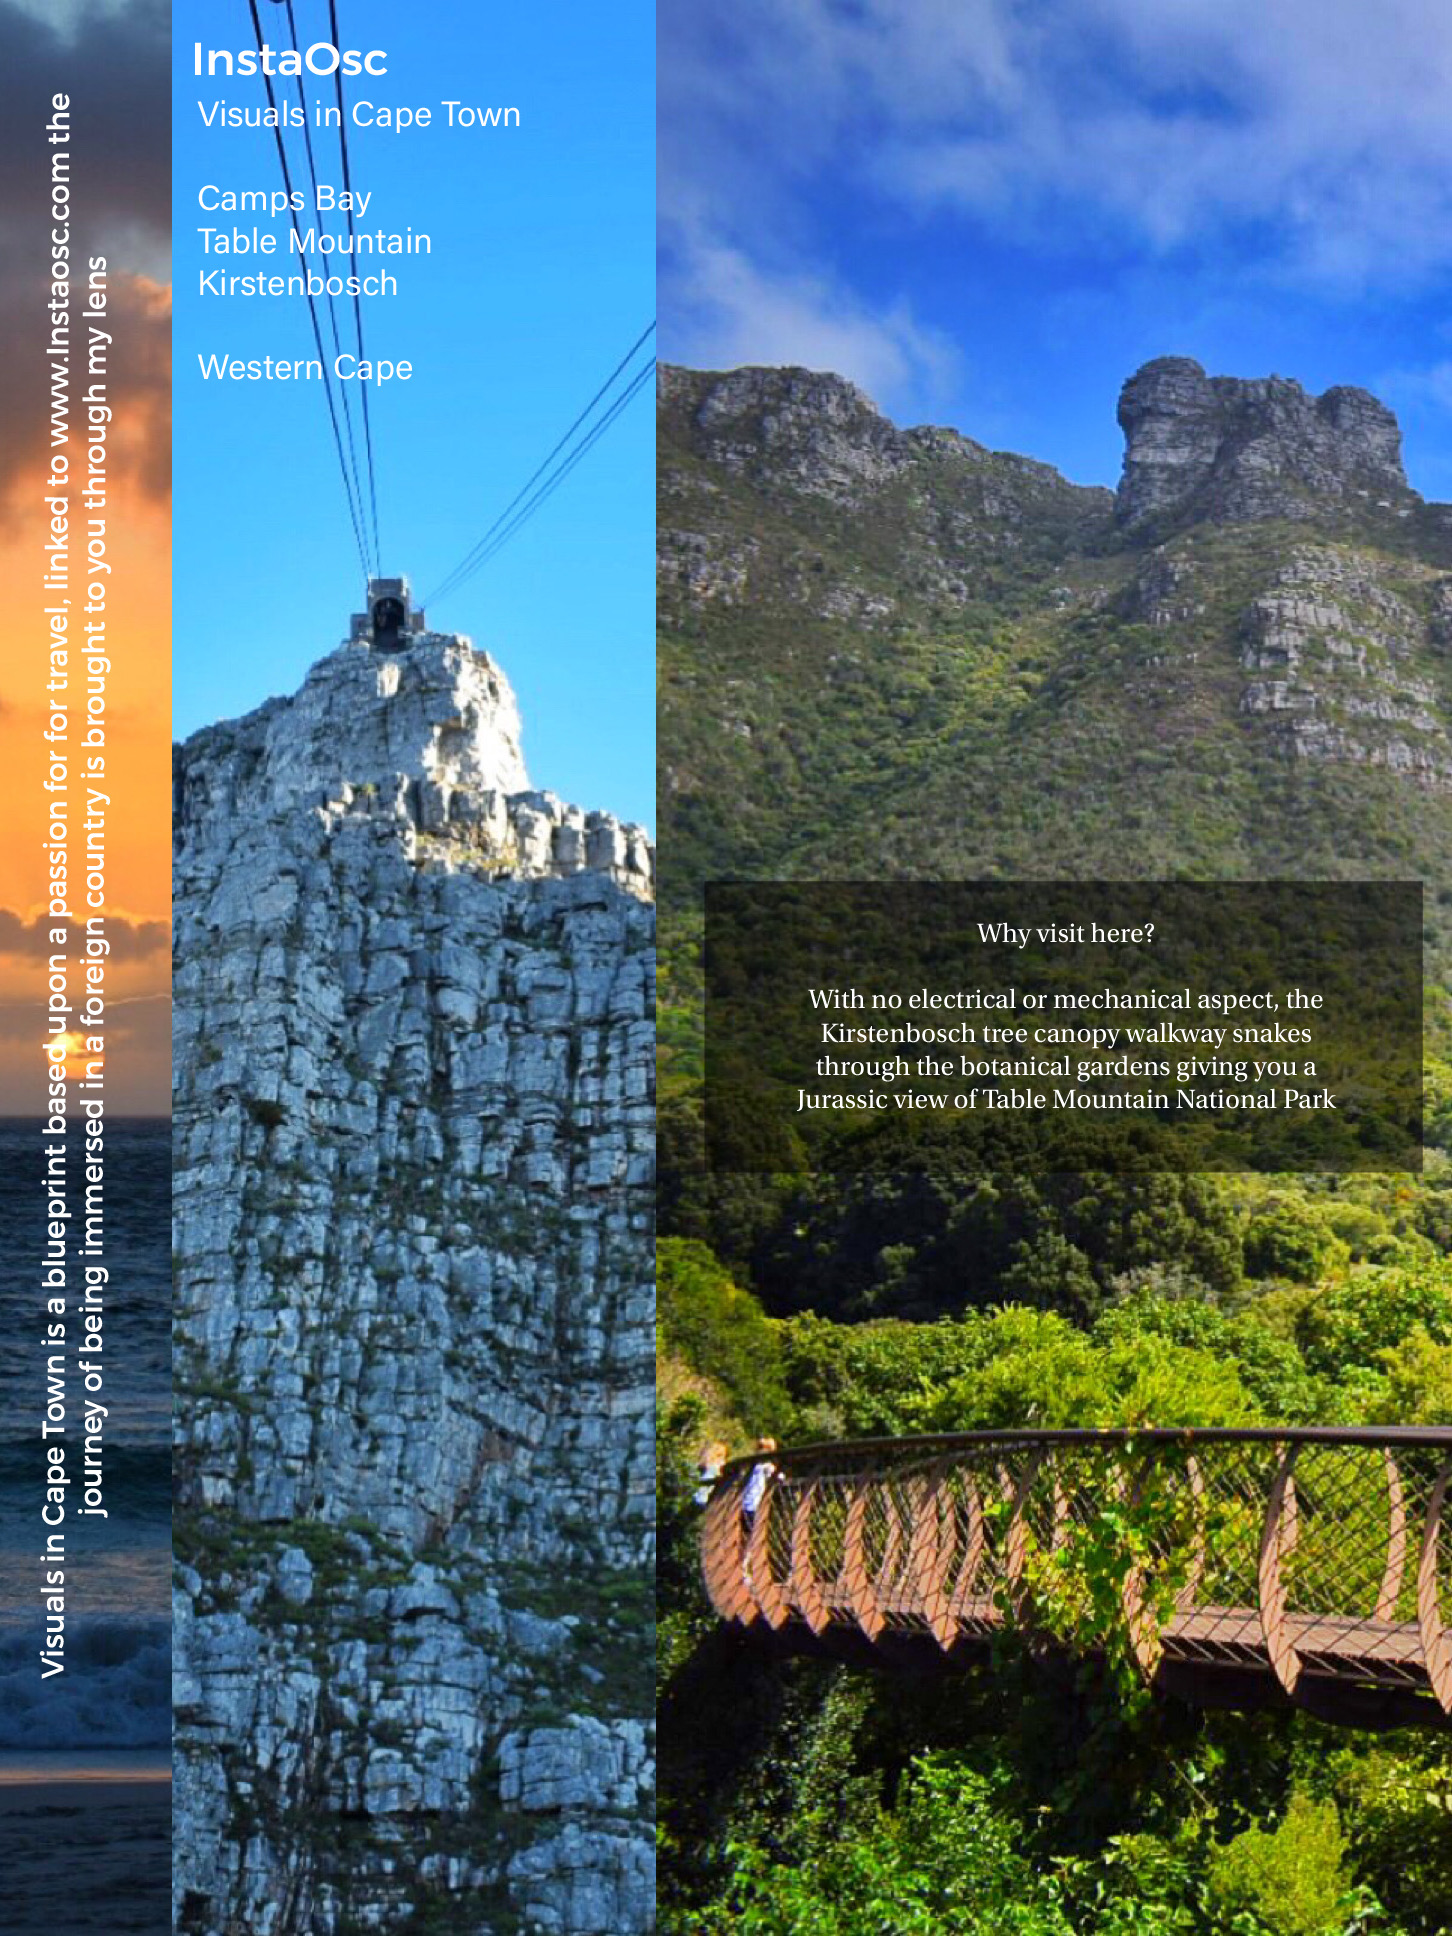 Visuals in Cape Town is a blueprint based upon a passion for for travel, linked to www.Instaosc.com the
journey of being immersed in a foreign country is brought to you through my lens
InstaOsc
Visuals in Cape Town
Camps Bay
Table Mountain
Kirstenbosch
Western Cape
Why visit here?
With no electrical or mechanical aspect, the
Kirstenbosch tree canopy walkway snakes
through the botanical gardens giving you a
Jurassic view of Table Mountain National Park